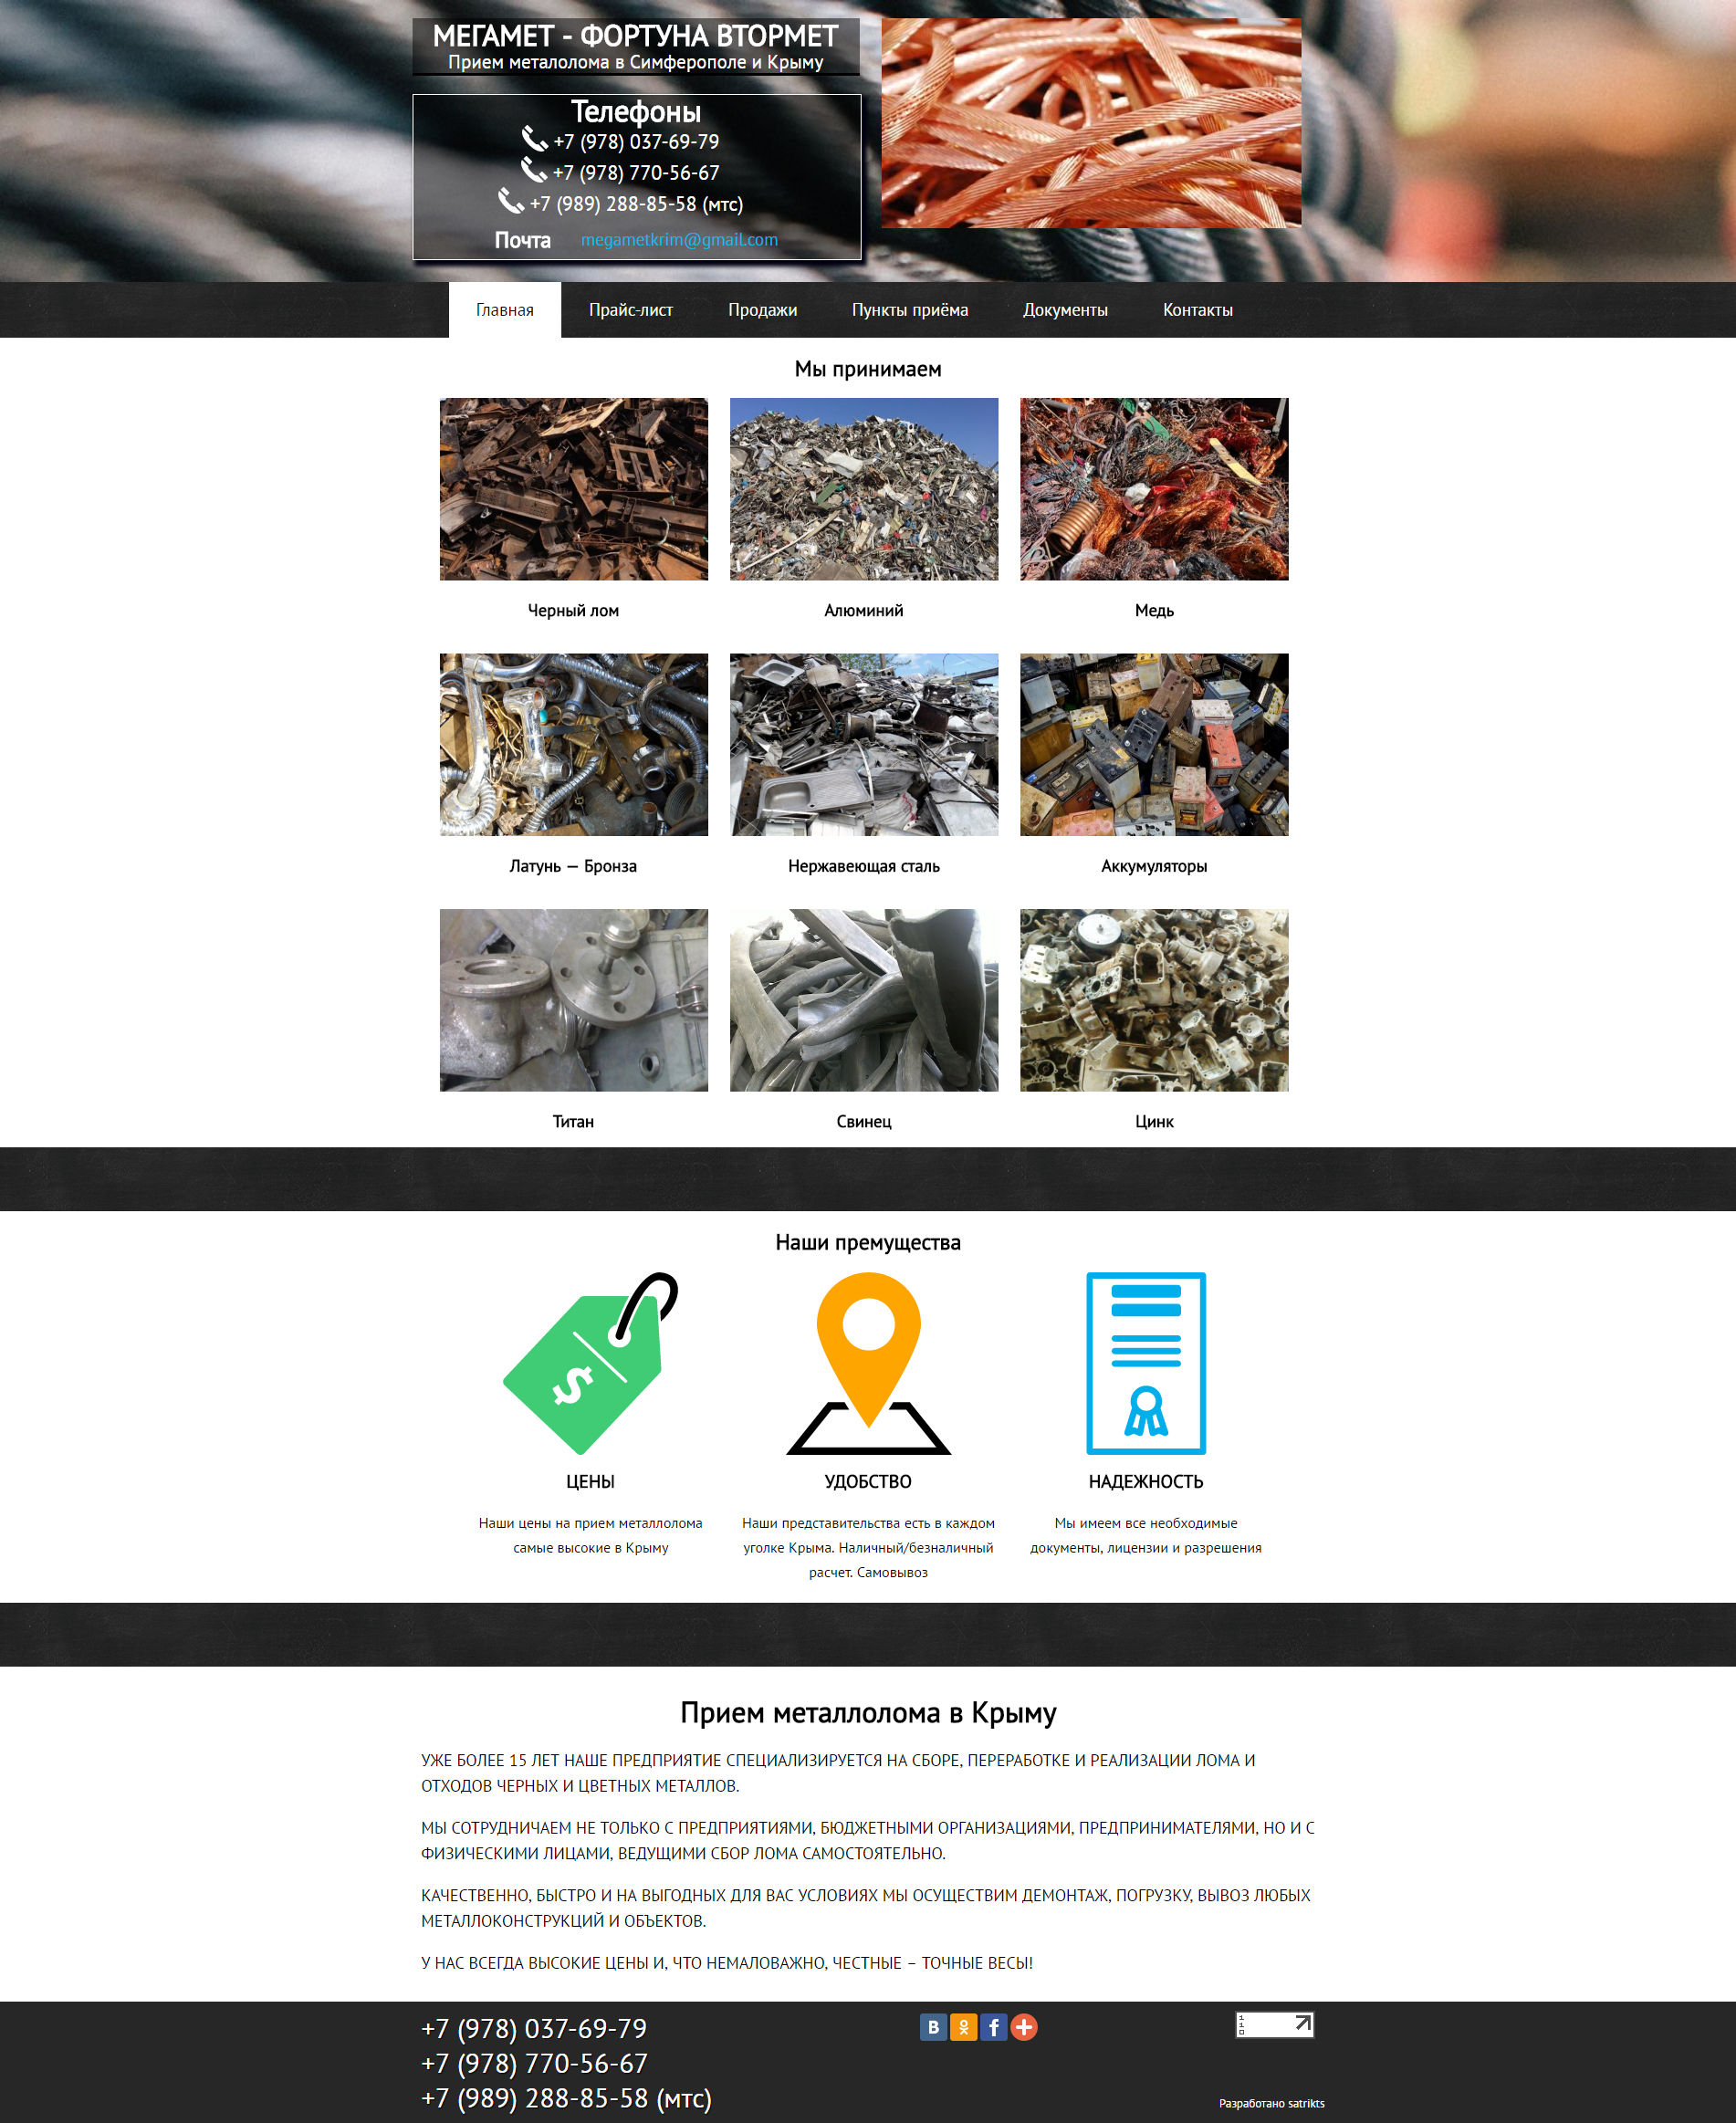 МЕГАМЕТ - ФОРТУНА ВТОРМЕТ
Прием металолома в Симферополе и Крыму
Телефоны
+7 (978) 037-69-79
+7 (978) 770-56-67
+7 (989) 288-85-58 (мтс)
Почта megametkrim@gmail.com
Главная Прайс-лист Продажи Пункты приёма Документы Контакты
Мы принимаем
Черный лом Алюминий Медь
Латунь — Бронза Нержавеющая сталь Аккумуляторы
Титан Свинец Цинк
Наши премущества
ЦЕНЫ УДОБСТВО НАДЕЖНОСТЬ
Наши цены на прием металлолома
самые высокие в Крыму
Наши представительства есть в каждом
уголке Крыма. Наличный/безналичный
расчет. Самовывоз
Мы имеем все необходимые
документы, лицензии и разрешения
Прием металлолома в Крыму
УЖЕ БОЛЕЕ 15 ЛЕТ НАШЕ ПРЕДПРИЯТИЕ СПЕЦИАЛИЗИРУЕТСЯ НА СБОРЕ, ПЕРЕРАБОТКЕ И РЕАЛИЗАЦИИ ЛОМА И
ОТХОДОВ ЧЕРНЫХ И ЦВЕТНЫХ МЕТАЛЛОВ.
МЫ СОТРУДНИЧАЕМ НЕ ТОЛЬКО С ПРЕДПРИЯТИЯМИ, БЮДЖЕТНЫМИ ОРГАНИЗАЦИЯМИ, ПРЕДПРИНИМАТЕЛЯМИ, НО И С
ФИЗИЧЕСКИМИ ЛИЦАМИ, ВЕДУЩИМИ СБОР ЛОМА САМОСТОЯТЕЛЬНО.
КАЧЕСТВЕННО, БЫСТРО И НА ВЫГОДНЫХ ДЛЯ ВАС УСЛОВИЯХ МЫ ОСУЩЕСТВИМ ДЕМОНТАЖ, ПОГРУЗКУ, ВЫВОЗ ЛЮБЫХ
МЕТАЛЛОКОНСТРУКЦИЙ И ОБЪЕКТОВ.
У НАС ВСЕГДА ВЫСОКИЕ ЦЕНЫ И, ЧТО НЕМАЛОВАЖНО, ЧЕСТНЫЕ – ТОЧНЫЕ ВЕСЫ!
+7 (978) 037-69-79
+7 (978) 770-56-67
+7 (989) 288-85-58 (мтс)
1
1
0
Разработано satrikts